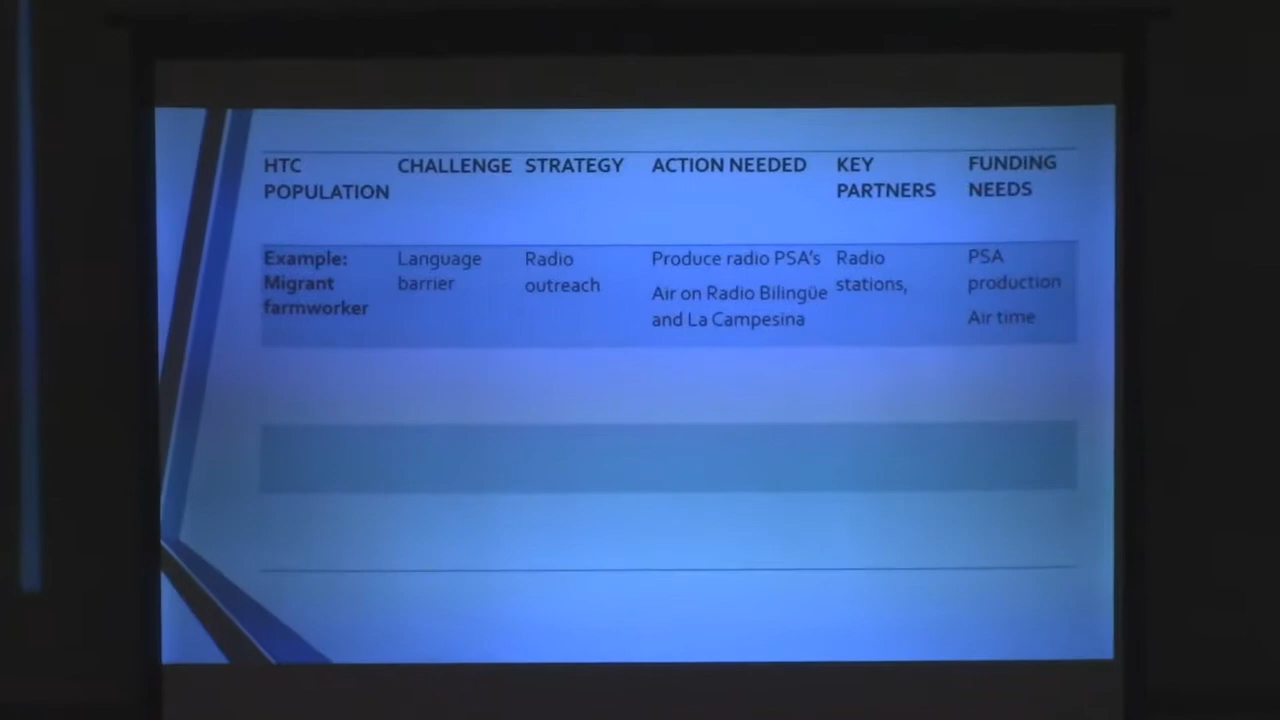 HTC POPULATION
CHALLENGE
STRATEGY
ACTION NEEDED
KEY PARTNERS
FUNDING NEEDS
Example: Migrant farmworker
Language barrier
Radio outreach
Produce radio PSA's
Air on Radio Bilingüe and La Campesina
Radio stations,
PSA production
Air time